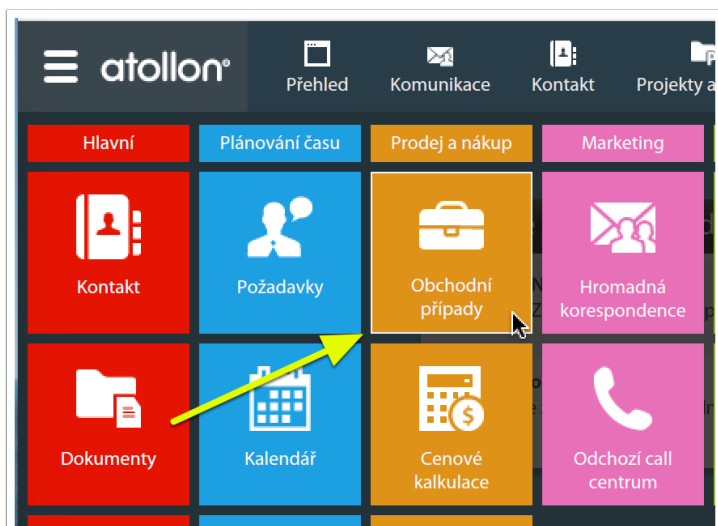 atollon®
Přehled
Komunikace
Kontakt
Projekty a
Hlavní
Plánování času
Prodej a nákup
Marketing
Kontakt
Požadavky
Obchodní
případy
Hromadná
korespondence
Dokumenty
Kalendář
Cenové
kalkulace
Odchozí call
centrum